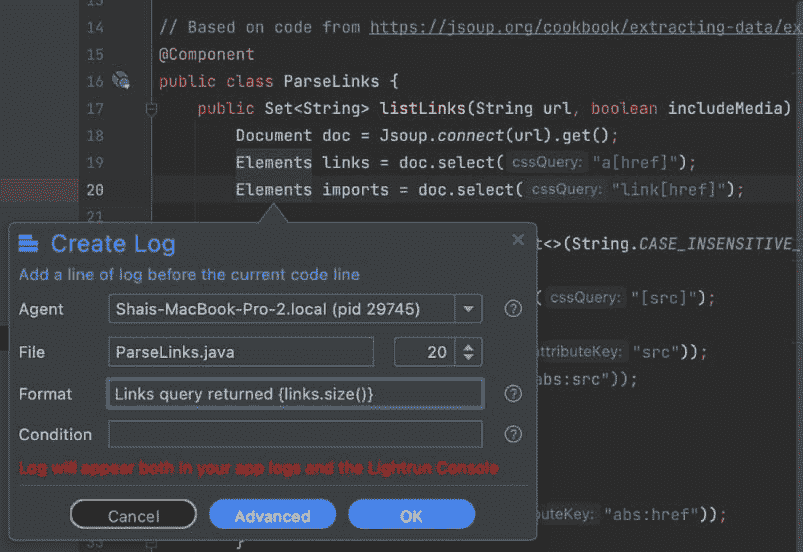 14 // Based on code from https://jsoup.org/cookbook/extracting-data/ex
15 @Component
16 public class ParseLinks {
17 public Set<String> listLinks(String url, boolean includeMedia)
18 Document doc = Jsoup.connect(url).get();
19 Elements links = doc.select( cssQuery: "a[href]");
20 Elements imports = doc.select( cssQuery: "link[href]");
21
Create Log
t<>(String.CASE_INSENSITIVE_
Add a line of log before the current code line
Agent Shais-MacBook-Pro-2.local (pid 29745)
( cssQuery: "[src]");
File ParseLinks.java 20
attributeKey: "src"));
abs:src"));
Format Links query returned {links.size()}
Condition
Log will appear both in your app logs and the Lightrun Console
Cancel Advanced OK
buteKey: "abs:href"));
}